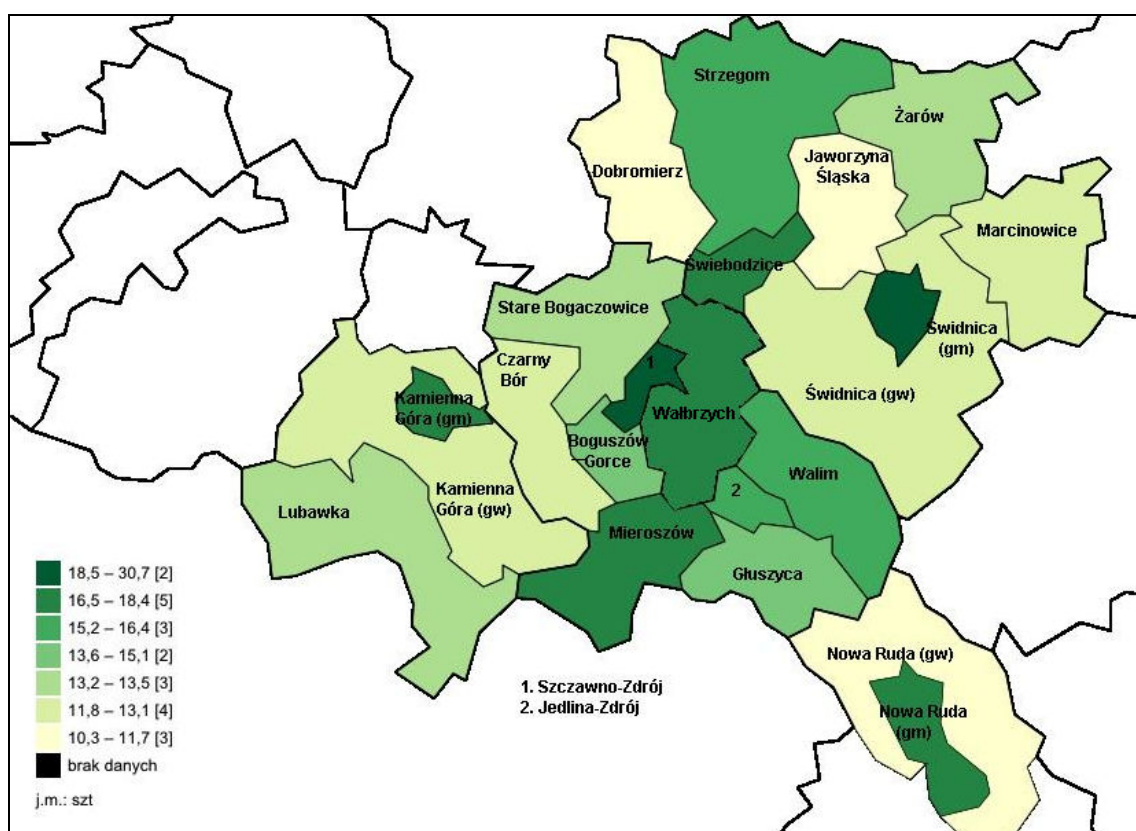 Strzegom
Żarów
Dobromierz
Jaworzyna
Śląska
Marcinowice
Świebodzice
Stare Bogaczowice
Świdnica
(gm)
Czarny
Bór
1
Świdnica (gw)
Kamienna
Góra (gm)
Wałbrzych
Boguszów
Gorce
Walim
2
Kamienna
Góra (gw)
Lubawka
Mieroszów
Głuszyca
18,5 – 30,7 [2]
16,5 – 18,4 [5]
15,2 – 16,4 [3]
13,6 – 15,1 [2]
13,2 – 13,5 [3]
11,8 – 13,1 [4]
10,3 – 11,7 [3]
brak danych
j.m.: szt
Nowa Ruda (gw)
1. Szczawno-Zdrój
2. Jedlina-Zdrój
Nowa Ruda
(gm)